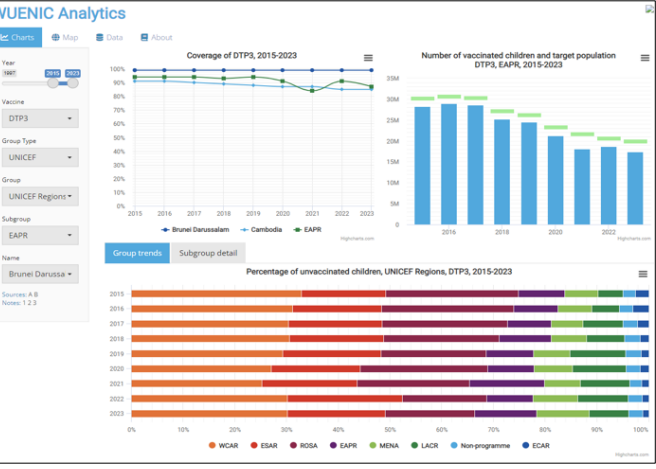 WUENIC Analytics
Charts
Map
Data
About
Year
1997
2015
2023
Vaccine
DTP3
Group Type
UNICEF
Group
UNICEF Regions
Subgroup
EAPR
Name
Brunei Darussa
Sources: A B
Notes: 1 2 3
Coverage of DTP3, 2015-2023
100%
90%
80%
70%
60%
50%
40%
30%
20%
10%
0%
2015 2016 2017 2018 2019 2020 2021 2022 2023
Brunei Darussalam Cambodia EAPR
Highcharts.com
Number of vaccinated children and target population
DTP3, EAPR, 2015-2023
35M
30M
25M
20M
15M
10M
5M
0
2016 2018 2020 2022
Highcharts.com
Group trends
Subgroup detail
Percentage of unvaccinated children, UNICEF Regions, DTP3, 2015-2023
2015
2016
2017
2018
2019
2020
2021
2022
2023
0% 10% 20% 30% 40% 50% 60% 70% 80% 90% 100%
WCAR ESAR ROSA EAPR MENA LACR Non-programme ECAR
Highcharts.com